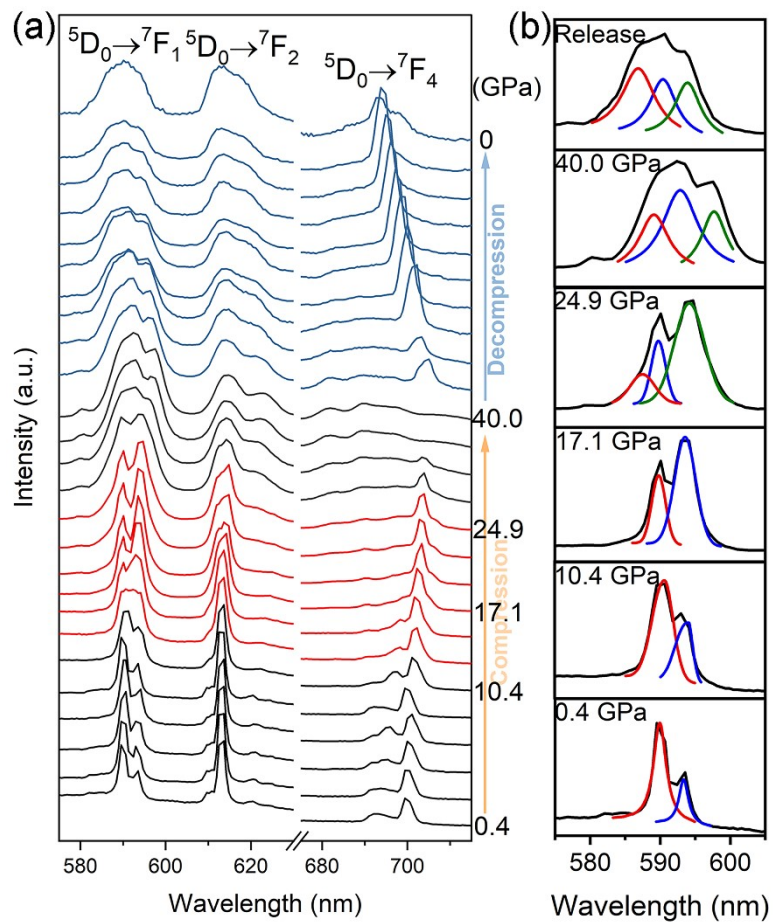 (a)
⁵D₀→⁷F₁ ⁵D₀→⁷F₂
⁵D₀→⁷F₄
(GPa)
0
Decompression
40.0
24.9
17.1
Compression
10.4
0.4
Intensity (a.u.)
580 600 620 680 700
Wavelength (nm)
(b)
Release
40.0 GPa
24.9 GPa
17.1 GPa
10.4 GPa
0.4 GPa
580 590 600
Wavelength (nm)